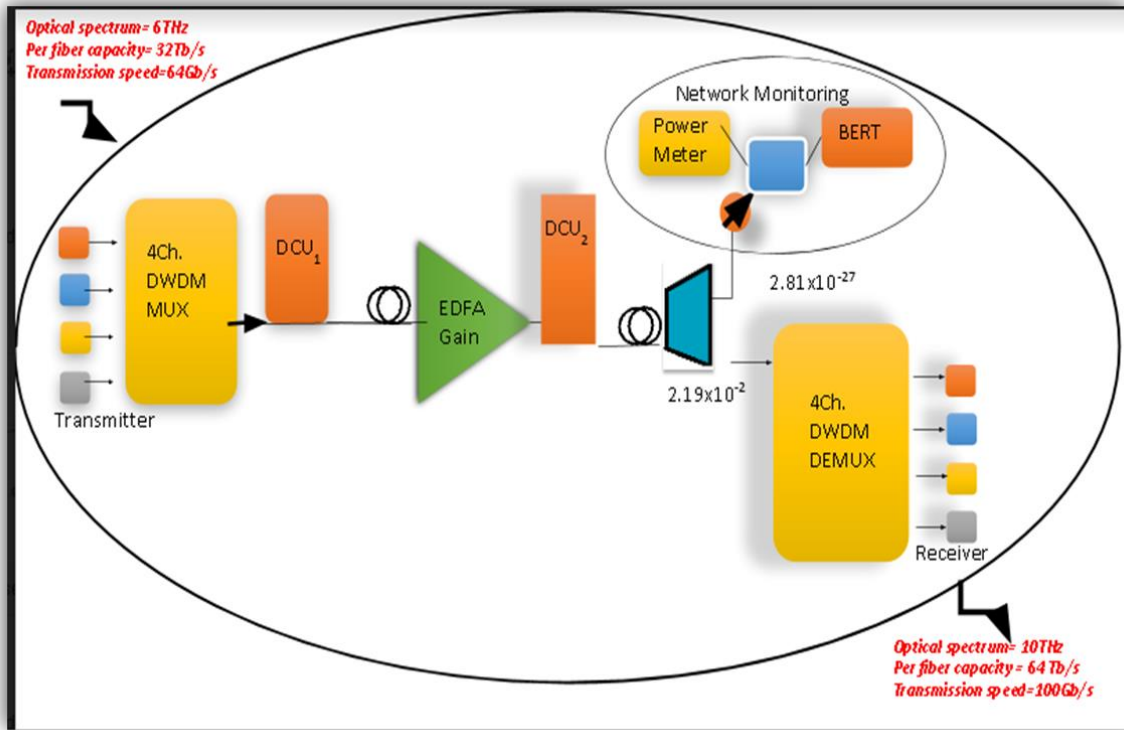 Optical spectrum= 6THz
Per fiber capacity= 32Tb/s
Transmission speed=64Gb/s
Network Monitoring
Power
Meter
BERT
4Ch.
DWDM
MUX
DCU₁
EDFA
Gain
DCU₂
2.81x10⁻²⁷
2.19x10⁻²
Transmitter
4Ch.
DWDM
DEMUX
Receiver
Optical spectrum= 10THz
Per fiber capacity = 64Tb/s
Transmission speed=100Gb/s